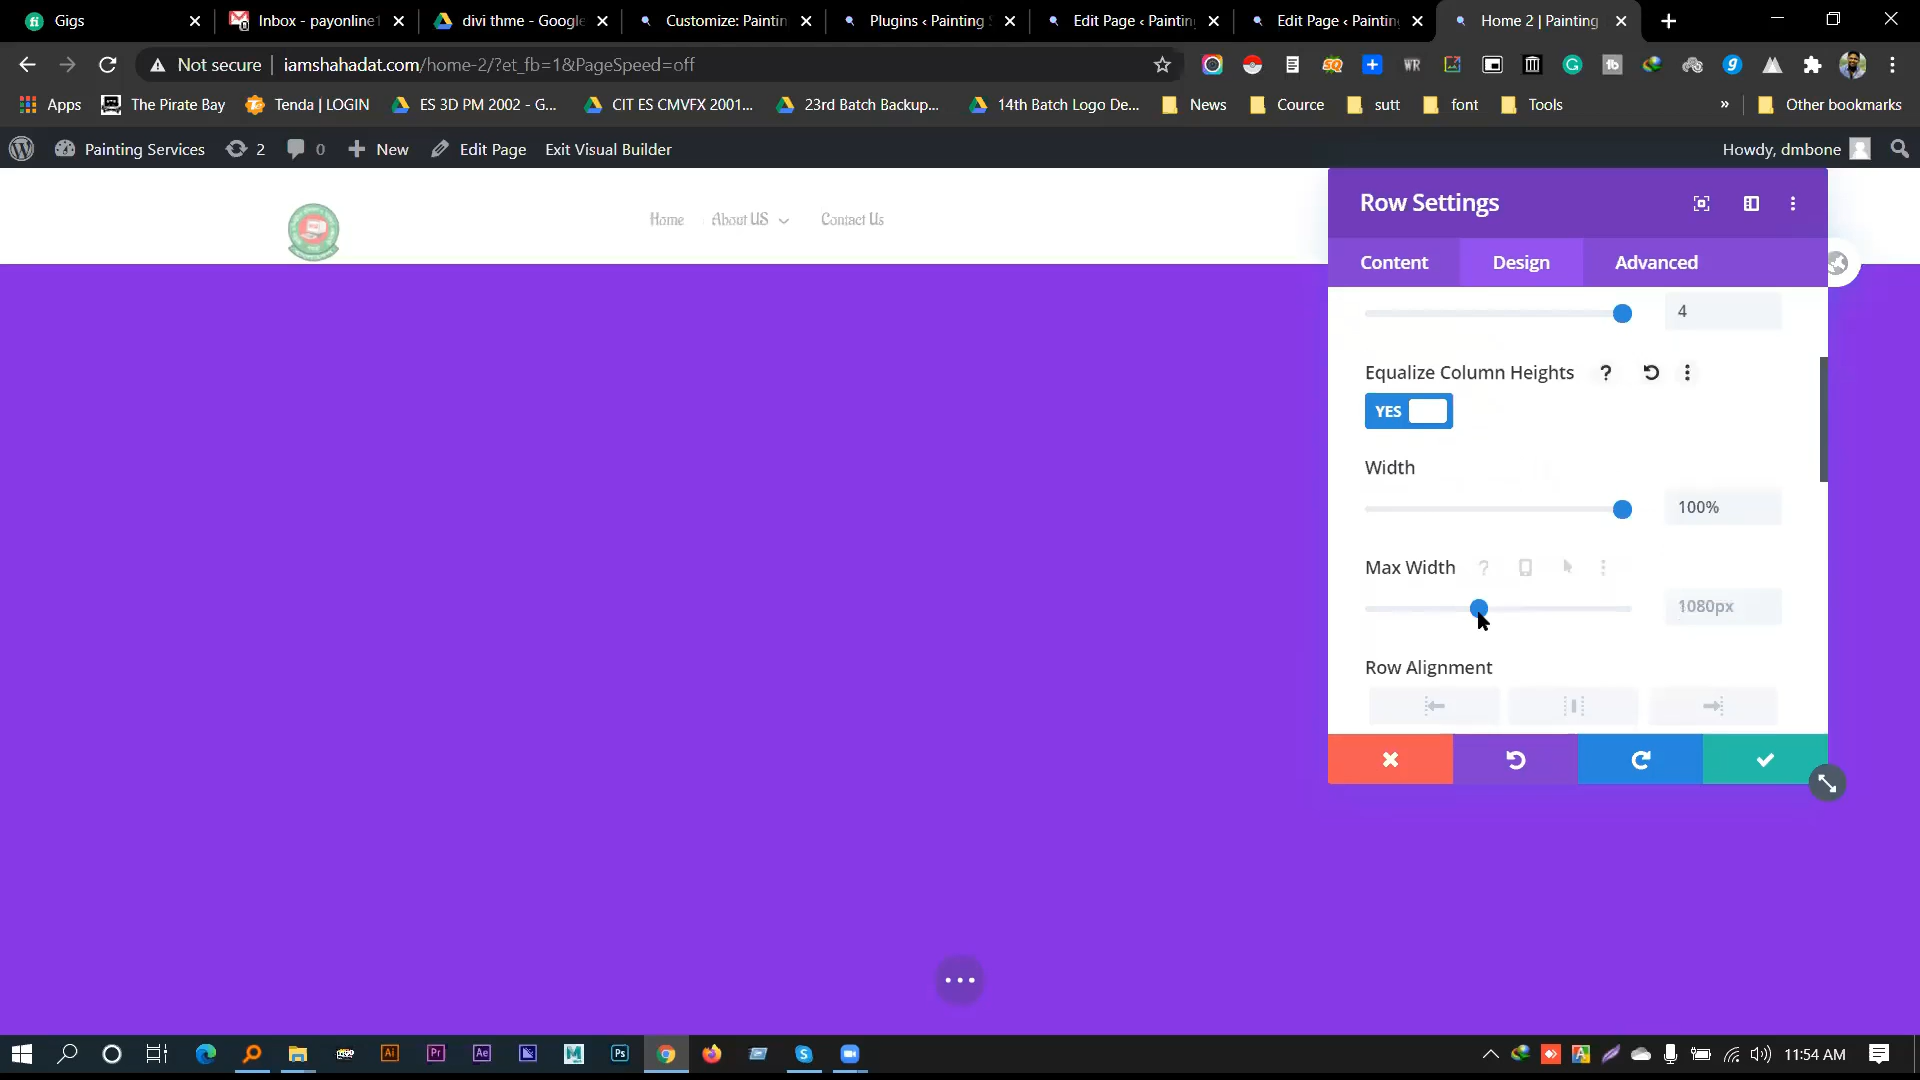 Gigs
Inbox - payonline1
divi thme - Google
Customize: Paintin
Plugins ‹ Painting S
Edit Page ‹ Paintin
Edit Page ‹ Paintin
Home 2 | Painting
Not secure
iamshahadat.com/home-2/?et_fb=1&PageSpeed=off
Apps
The Pirate Bay
Tenda | LOGIN
ES 3D PM 2002 - G...
CIT ES CMVFX 2001...
23rd Batch Backup...
14th Batch Logo De...
News
Cource
sutt
font
Tools
»
Other bookmarks
Painting Services
2
0
New
Edit Page
Exit Visual Builder
Howdy, dmbone
Home
About US
Contact Us
Row Settings
Content
Design
Advanced
4
Equalize Column Heights
YES
Width
100%
Max Width
1080px
Row Alignment
11:54 AM